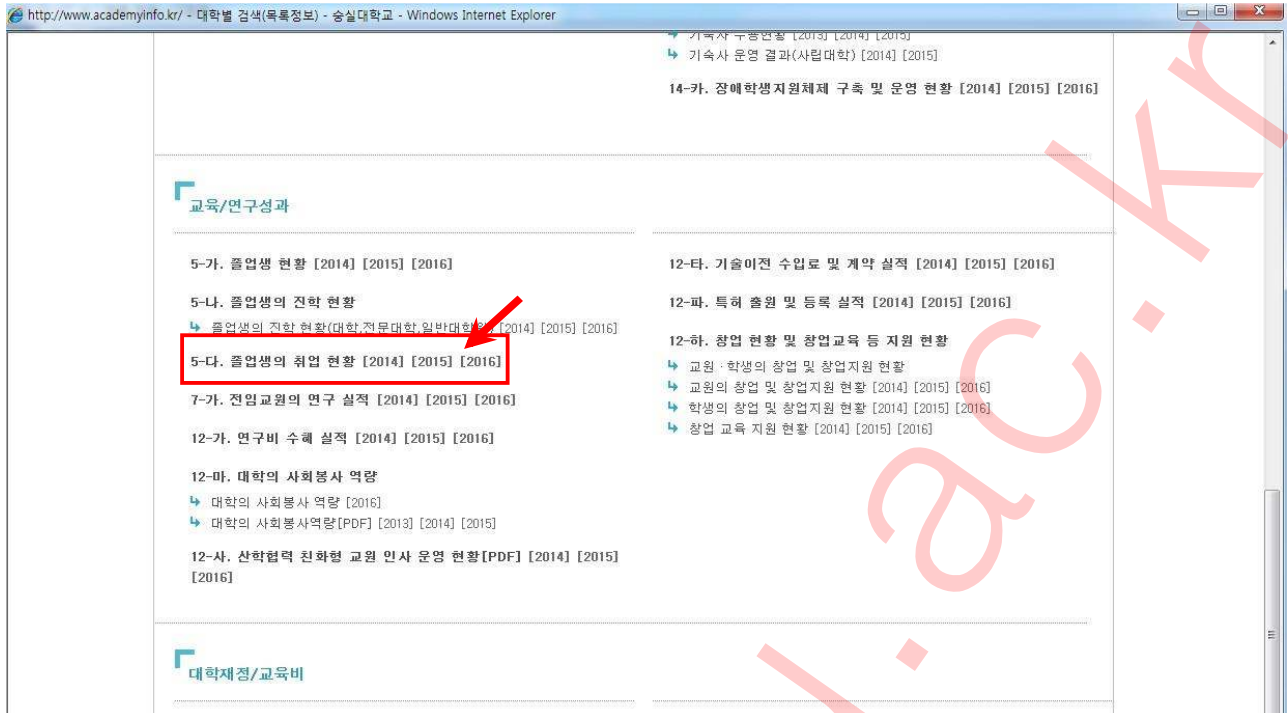 http://www.academyinfo.kr/ - 대학별 검색(목록정보) - 숭실대학교 - Windows Internet Explorer
기숙사 수용현황 [2013] [2014] [2015]
기숙사 운영 결과(사립대학) [2014] [2015]
14-카. 장애학생지원체제 구축 및 운영 현황 [2014] [2015] [2016]
교육/연구성과
5-가. 졸업생 현황 [2014] [2015] [2016]
5-나. 졸업생의 진학 현황
졸업생의 진학 현황(대학,전문대학,일반대학원) [2014] [2015] [2016]
5-다. 졸업생의 취업 현황 [2014] [2015] [2016]
7-가. 전임교원의 연구 실적 [2014] [2015] [2016]
12-가. 연구비 수혜 실적 [2014] [2015] [2016]
12-마. 대학의 사회봉사 역량
대학의 사회봉사 역량 [2016]
대학의 사회봉사역량[PDF] [2013] [2014] [2015]
12-사. 산학협력 친화형 교원 인사 운영 현황[PDF] [2014] [2015]
[2016]
12-타. 기술이전 수입료 및 계약 실적 [2014] [2015] [2016]
12-파. 특허 출원 및 등록 실적 [2014] [2015] [2016]
12-하. 창업 현황 및 창업교육 등 지원 현황
교원·학생의 창업 및 창업지원 현황
교원의 창업 및 창업지원 현황 [2014] [2015] [2016]
학생의 창업 및 창업지원 현황 [2014] [2015] [2016]
창업 교육 지원 현황 [2014] [2015] [2016]
대학재정/교육비
.ac.kr